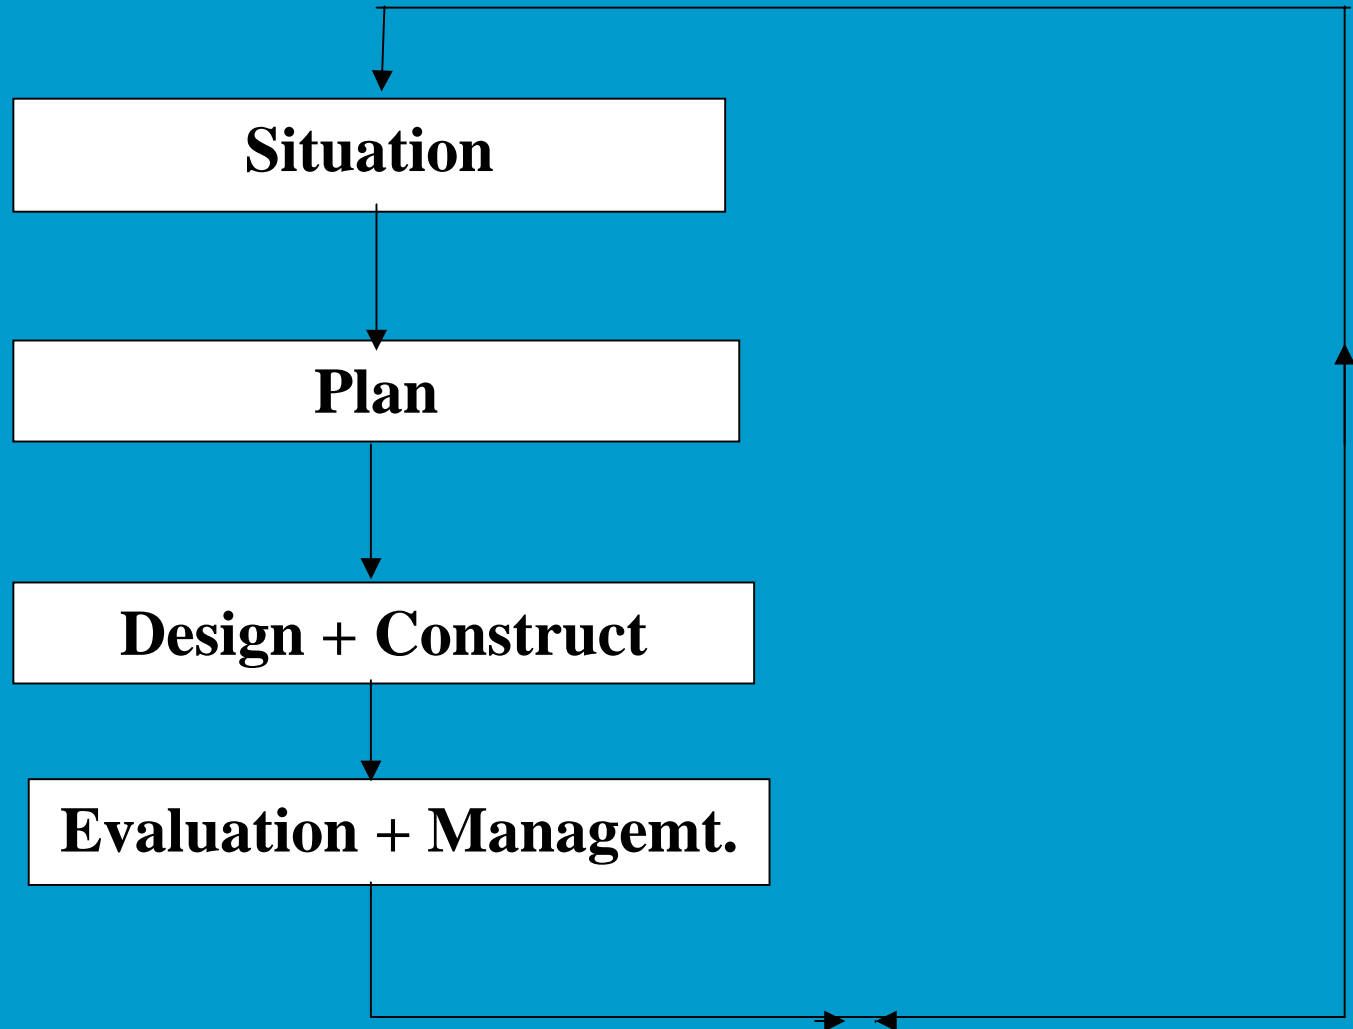 Situation
Plan
Design + Construct
Evaluation + Managemt.